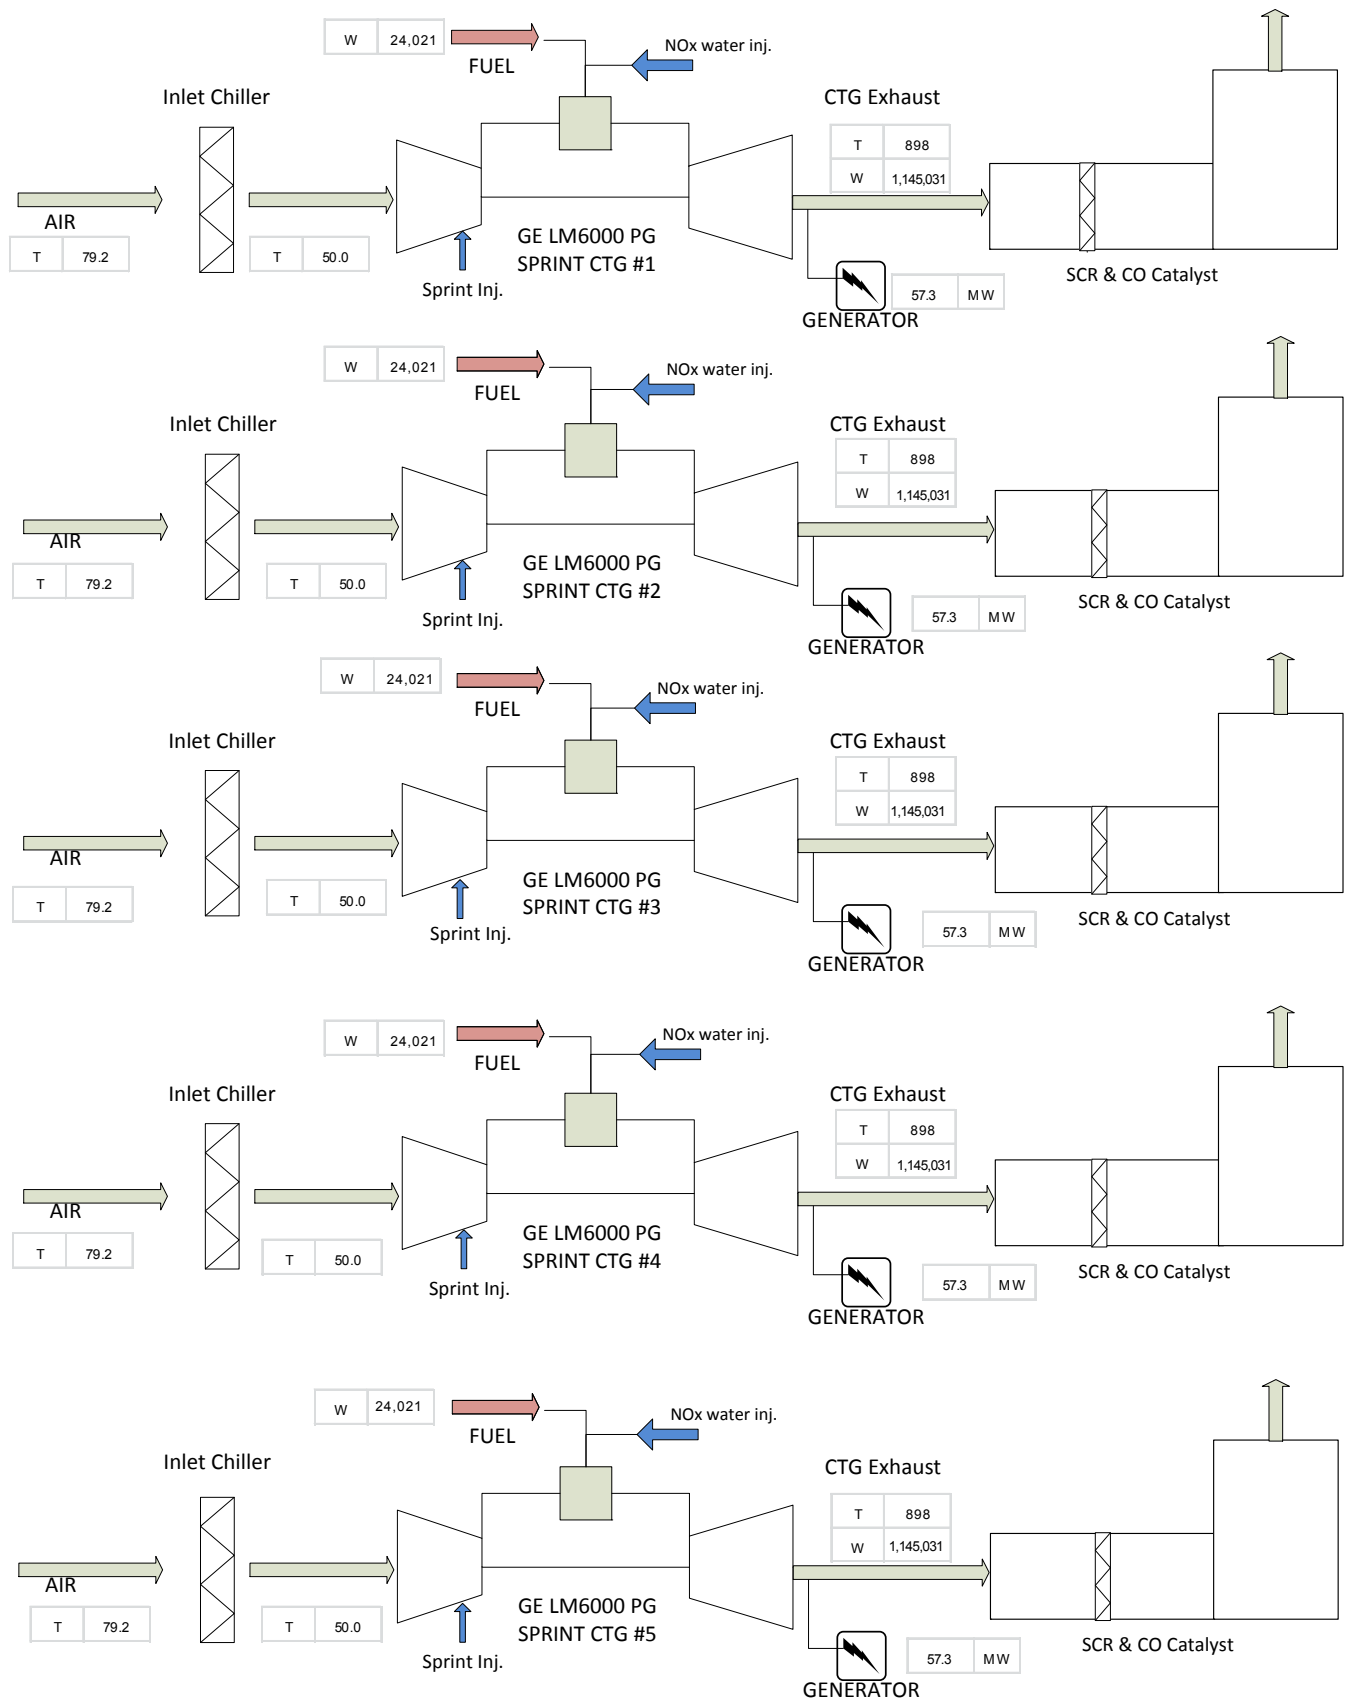 W 24,021
FUEL
NOx water inj.
Inlet Chiller
CTG Exhaust
T 898
W 1,145,031
AIR
T 79.2
T 50.0
GE LM6000 PG
SPRINT CTG #1
Sprint Inj.
SCR & CO Catalyst
57.3 MW
GENERATOR
W 24,021
FUEL
NOx water inj.
Inlet Chiller
CTG Exhaust
T 898
W 1,145,031
AIR
T 79.2
T 50.0
GE LM6000 PG
SPRINT CTG #2
Sprint Inj.
SCR & CO Catalyst
57.3 MW
GENERATOR
W 24,021
FUEL
NOx water inj.
Inlet Chiller
CTG Exhaust
T 898
W 1,145,031
AIR
T 79.2
T 50.0
GE LM6000 PG
SPRINT CTG #3
Sprint Inj.
SCR & CO Catalyst
57.3 MW
GENERATOR
W 24,021
FUEL
NOx water inj.
Inlet Chiller
CTG Exhaust
T 898
W 1,145,031
AIR
T 79.2
T 50.0
GE LM6000 PG
SPRINT CTG #4
Sprint Inj.
SCR & CO Catalyst
57.3 MW
GENERATOR
W 24,021
FUEL
NOx water inj.
Inlet Chiller
CTG Exhaust
T 898
W 1,145,031
AIR
T 79.2
T 50.0
GE LM6000 PG
SPRINT CTG #5
Sprint Inj.
SCR & CO Catalyst
57.3 MW
GENERATOR